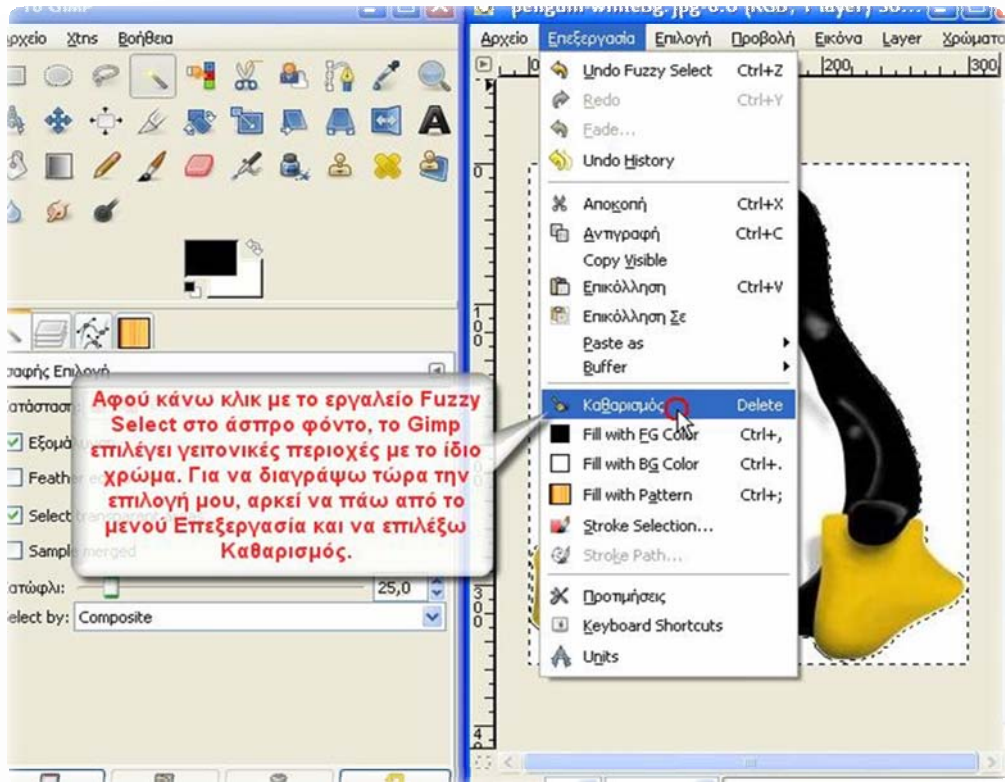 Xtns Βοήθεια
Αρχείο Επεξεργασία Επιλογή Προβολή Εικόνα Layer
200 300
Undo Fuzzy Select Ctrl+Z
Redo Ctrl+Y
Fade...
Undo History
Αποκοπή Ctrl+X
Αντιγραφή Ctrl+C
Copy Visible
Επικόλληση Ctrl+V
Επικόλληση Σε
Paste as
Buffer
Καθαρισμός Delete
Fill with FG Color Ctrl+,
Fill with BG Color Ctrl+.
Fill with Pattern Ctrl+;
Stroke Selection...
Stroke Path...
Προτιμήσεις
Keyboard Shortcuts
Units
Αφού κάνω κλικ με το εργαλείο Fuzzy
Select στο άσπρο φόντο, το Gimp
επιλέγει γειτονικές περιοχές με το ίδιο
χρώμα. Για να διαγράψω τώρα την
επιλογή μου, αρκεί να πάω από το
μενού Επεξεργασία και να επιλέξω
Καθαρισμός.
Feather
Select transparent
Sample merged
25,0
by: Composite